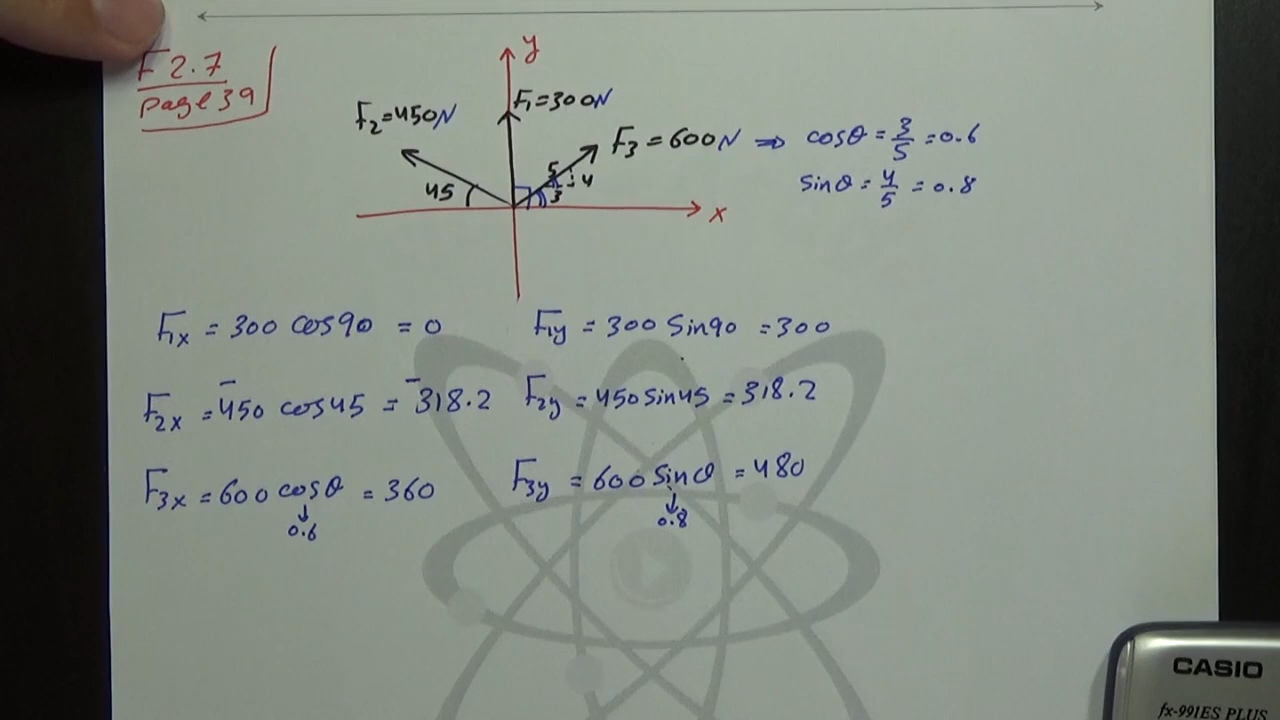 F 2.7
Page 39
y
F₁=300N
F₂=450N
F₃=600N ⇒ cosθ = 3/5 = 0.6
sinθ = 4/5 = 0.8
45
5
4
3
x
F₁x = 300 cos90 = 0
F₁y = 300 Sin90 = 300
F₂x = -450 cos45 = -318.2
F₂y = 450 sin45 = 318.2
F₃x = 600 cosθ = 360
0.6
F₃y = 600 Sinθ = 480
0.8
CASIO
fx-991ES PLUS